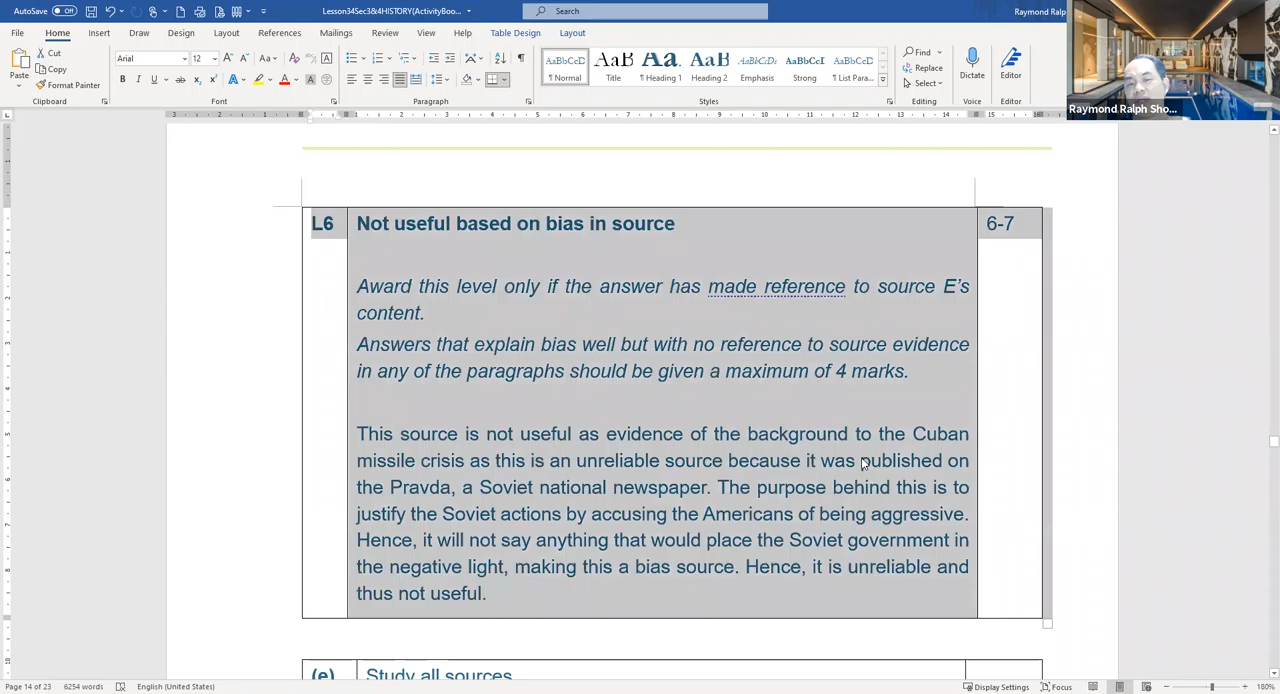 AutoSave Off Lesson34Sec3&4HISTORY(ActivityBoo... Search Raymond Ral
File Home Insert Draw Design Layout References Mailings Review View Help Table Design Layout
Paste Cut Copy Format Painter Clipboard
Arial 12 Font
Paragraph
AaBbCcDc ¶ Normal AaB Title Aa. ¶ Heading 1 AaBbC Heading 2 AaBbCcDc Emphasis AaBbCcI Strong AaBbCcDc ¶ List Para... Styles
Find Replace Select Editing
Dictate Voice
Editor Editor
Raymond Ralph Sho...
L6 Not useful based on bias in source 6-7
Award this level only if the answer has made reference to source E's
content.
Answers that explain bias well but with no reference to source evidence
in any of the paragraphs should be given a maximum of 4 marks.
This source is not useful as evidence of the background to the Cuban
missile crisis as this is an unreliable source because it was published on
the Pravda, a Soviet national newspaper. The purpose behind this is to
justify the Soviet actions by accusing the Americans of being aggressive.
Hence, it will not say anything that would place the Soviet government in
the negative light, making this a bias source. Hence, it is unreliable and
thus not useful.
(e) Study all sources
Page 14 of 23 6254 words English (United States) Display Settings Focus 180%